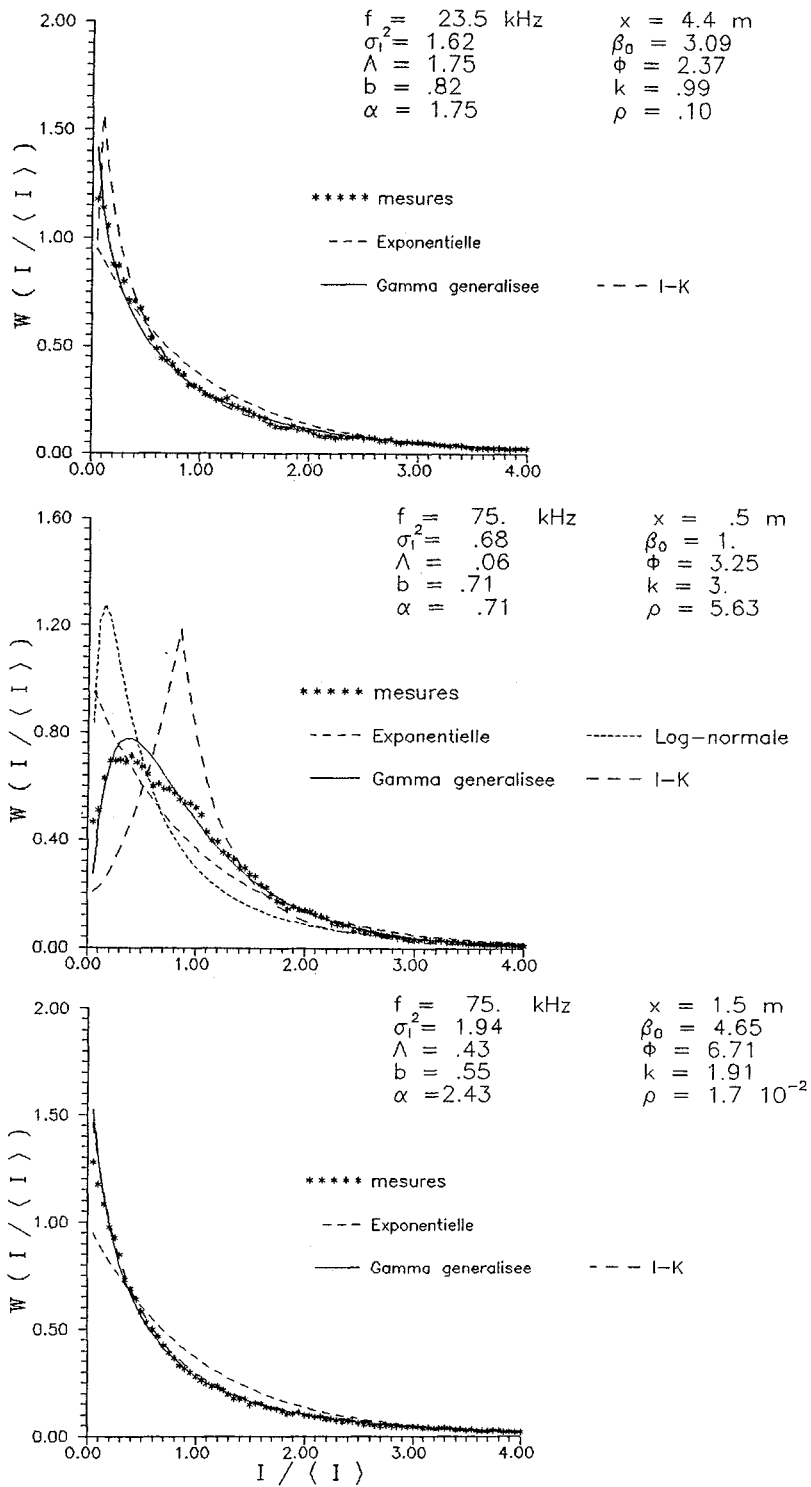 2.00
f = 23.5 kHz x = 4.4 m
σI² = 1.62 β0 = 3.09
Λ = 1.75 Φ = 2.37
b = .82 k = .99
α = 1.75 ρ = .10
1.50
W ( I / ⟨ I ⟩ )
***** mesures
1.00
--- Exponentielle
—— Gamma generalisee --- I-K
0.50
0.00
0.00 1.00 2.00 3.00 4.00
1.60
f = 75. kHz x = .5 m
σI² = .68 β0 = 1.
Λ = .06 Φ = 3.25
b = .71 k = 3.
α = .71 ρ = 5.63
1.20
W ( I / ⟨ I ⟩ )
***** mesures
0.80
--- Exponentielle ------ Log-normale
—— Gamma generalisee --- I-K
0.40
0.00
0.00 1.00 2.00 3.00 4.00
2.00
f = 75. kHz x = 1.5 m
σI² = 1.94 β0 = 4.65
Λ = .43 Φ = 6.71
b = .55 k = 1.91
α =2.43 ρ = 1.7 10⁻²
1.50
W ( I / ⟨ I ⟩ )
***** mesures
1.00
--- Exponentielle
—— Gamma generalisee --- I-K
0.50
0.00
0.00 1.00 2.00 3.00 4.00
I / ⟨ I ⟩